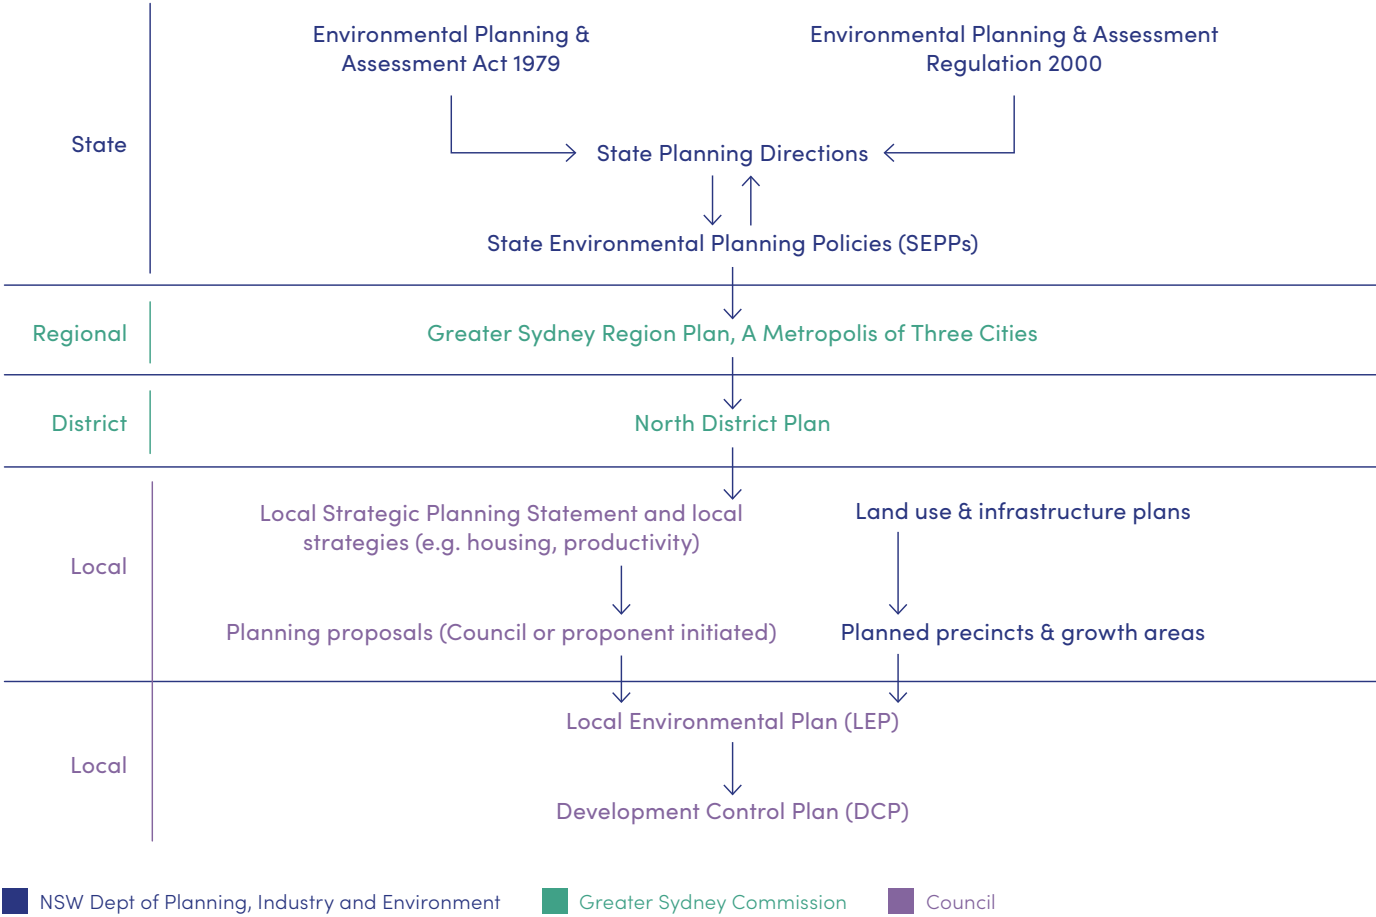 Environmental Planning &
Assessment Act 1979
Environmental Planning & Assessment
Regulation 2000
State
State Planning Directions
State Environmental Planning Policies (SEPPs)
Regional
Greater Sydney Region Plan, A Metropolis of Three Cities
District
North District Plan
Local
Local Strategic Planning Statement and local
strategies (e.g. housing, productivity)
Land use & infrastructure plans
Planning proposals (Council or proponent initiated)
Planned precincts & growth areas
Local
Local Environmental Plan (LEP)
Development Control Plan (DCP)
NSW Dept of Planning, Industry and Environment
Greater Sydney Commission
Council